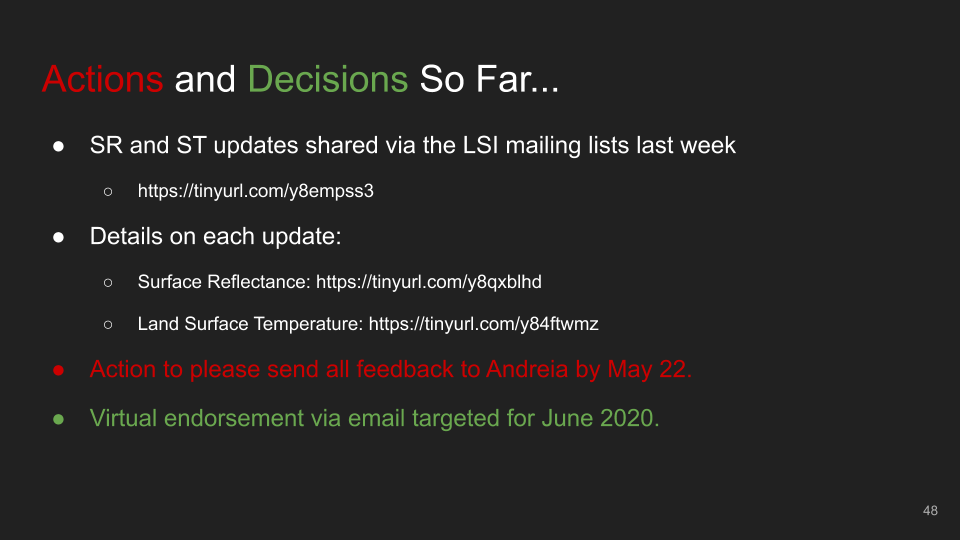 Actions and Decisions So Far...
● SR and ST updates shared via the LSI mailing lists last week
○ https://tinyurl.com/y8empss3
● Details on each update:
○ Surface Reflectance: https://tinyurl.com/y8qxblhd
○ Land Surface Temperature: https://tinyurl.com/y84ftwmz
● Action to please send all feedback to Andreia by May 22.
● Virtual endorsement via email targeted for June 2020.
48